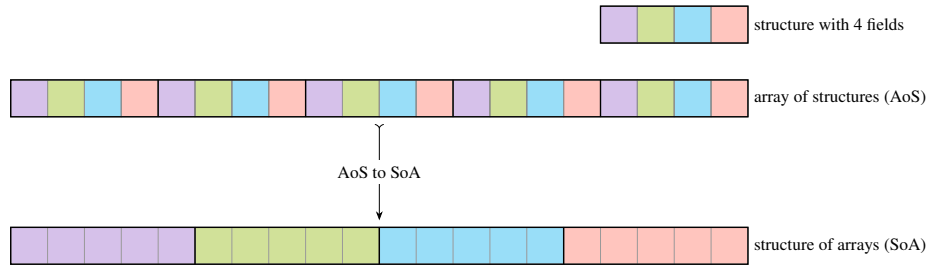 structure with 4 fields
array of structures (AoS)
AoS to SoA
structure of arrays (SoA)